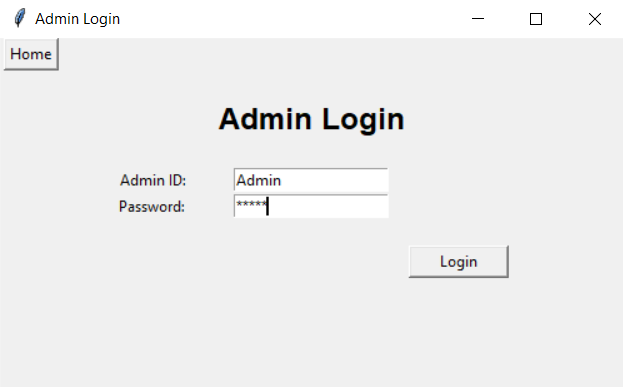 Admin Login
Home
Admin Login
Admin ID: Admin
Password: *****
Login